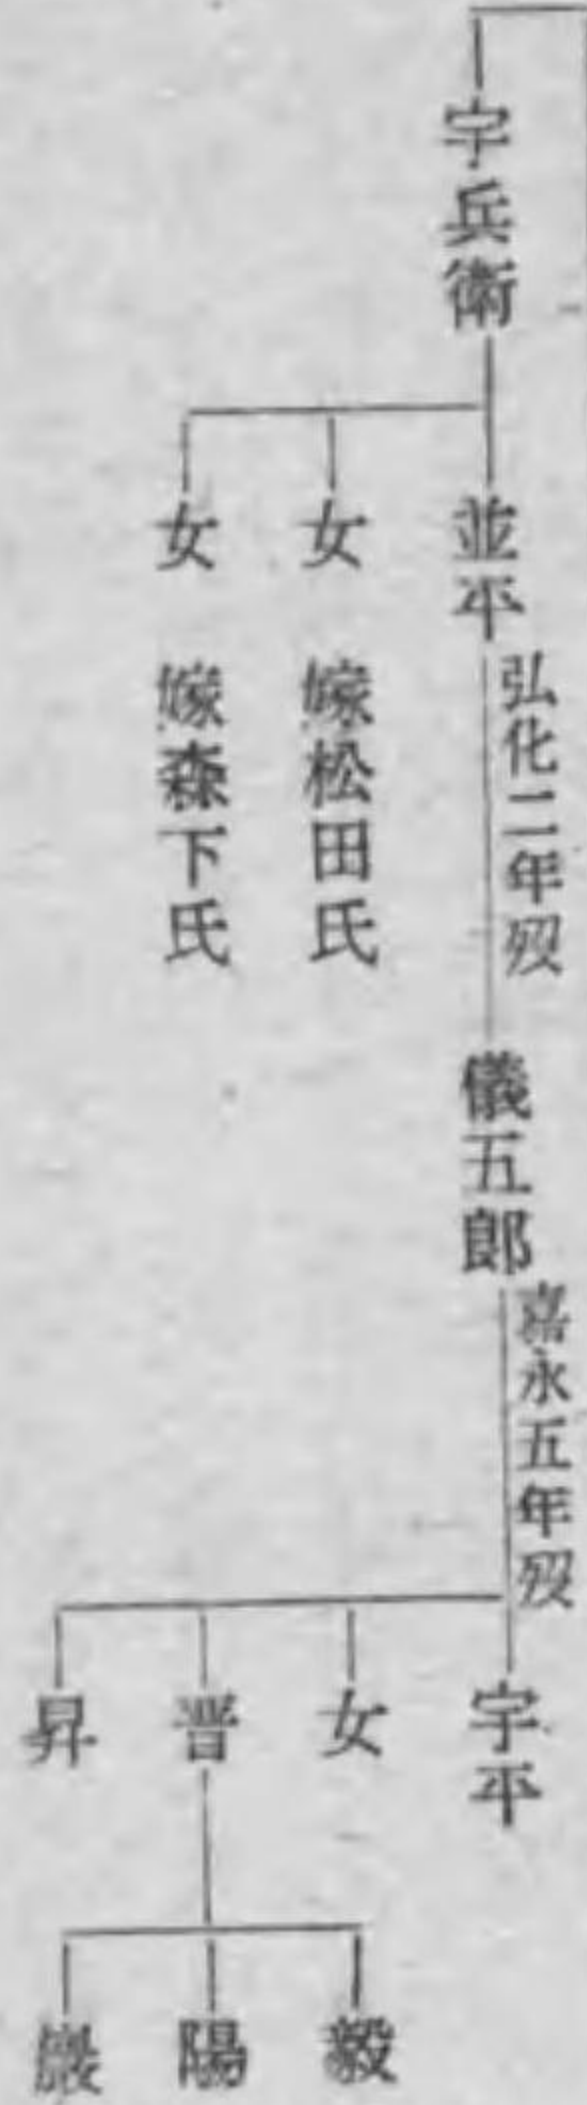 宇兵衛
並平
弘化二年歿
女
嫁松田氏
女
嫁森下氏
儀五郎
嘉永五年歿
宇平
女
晋
昇
毅
陽
巖